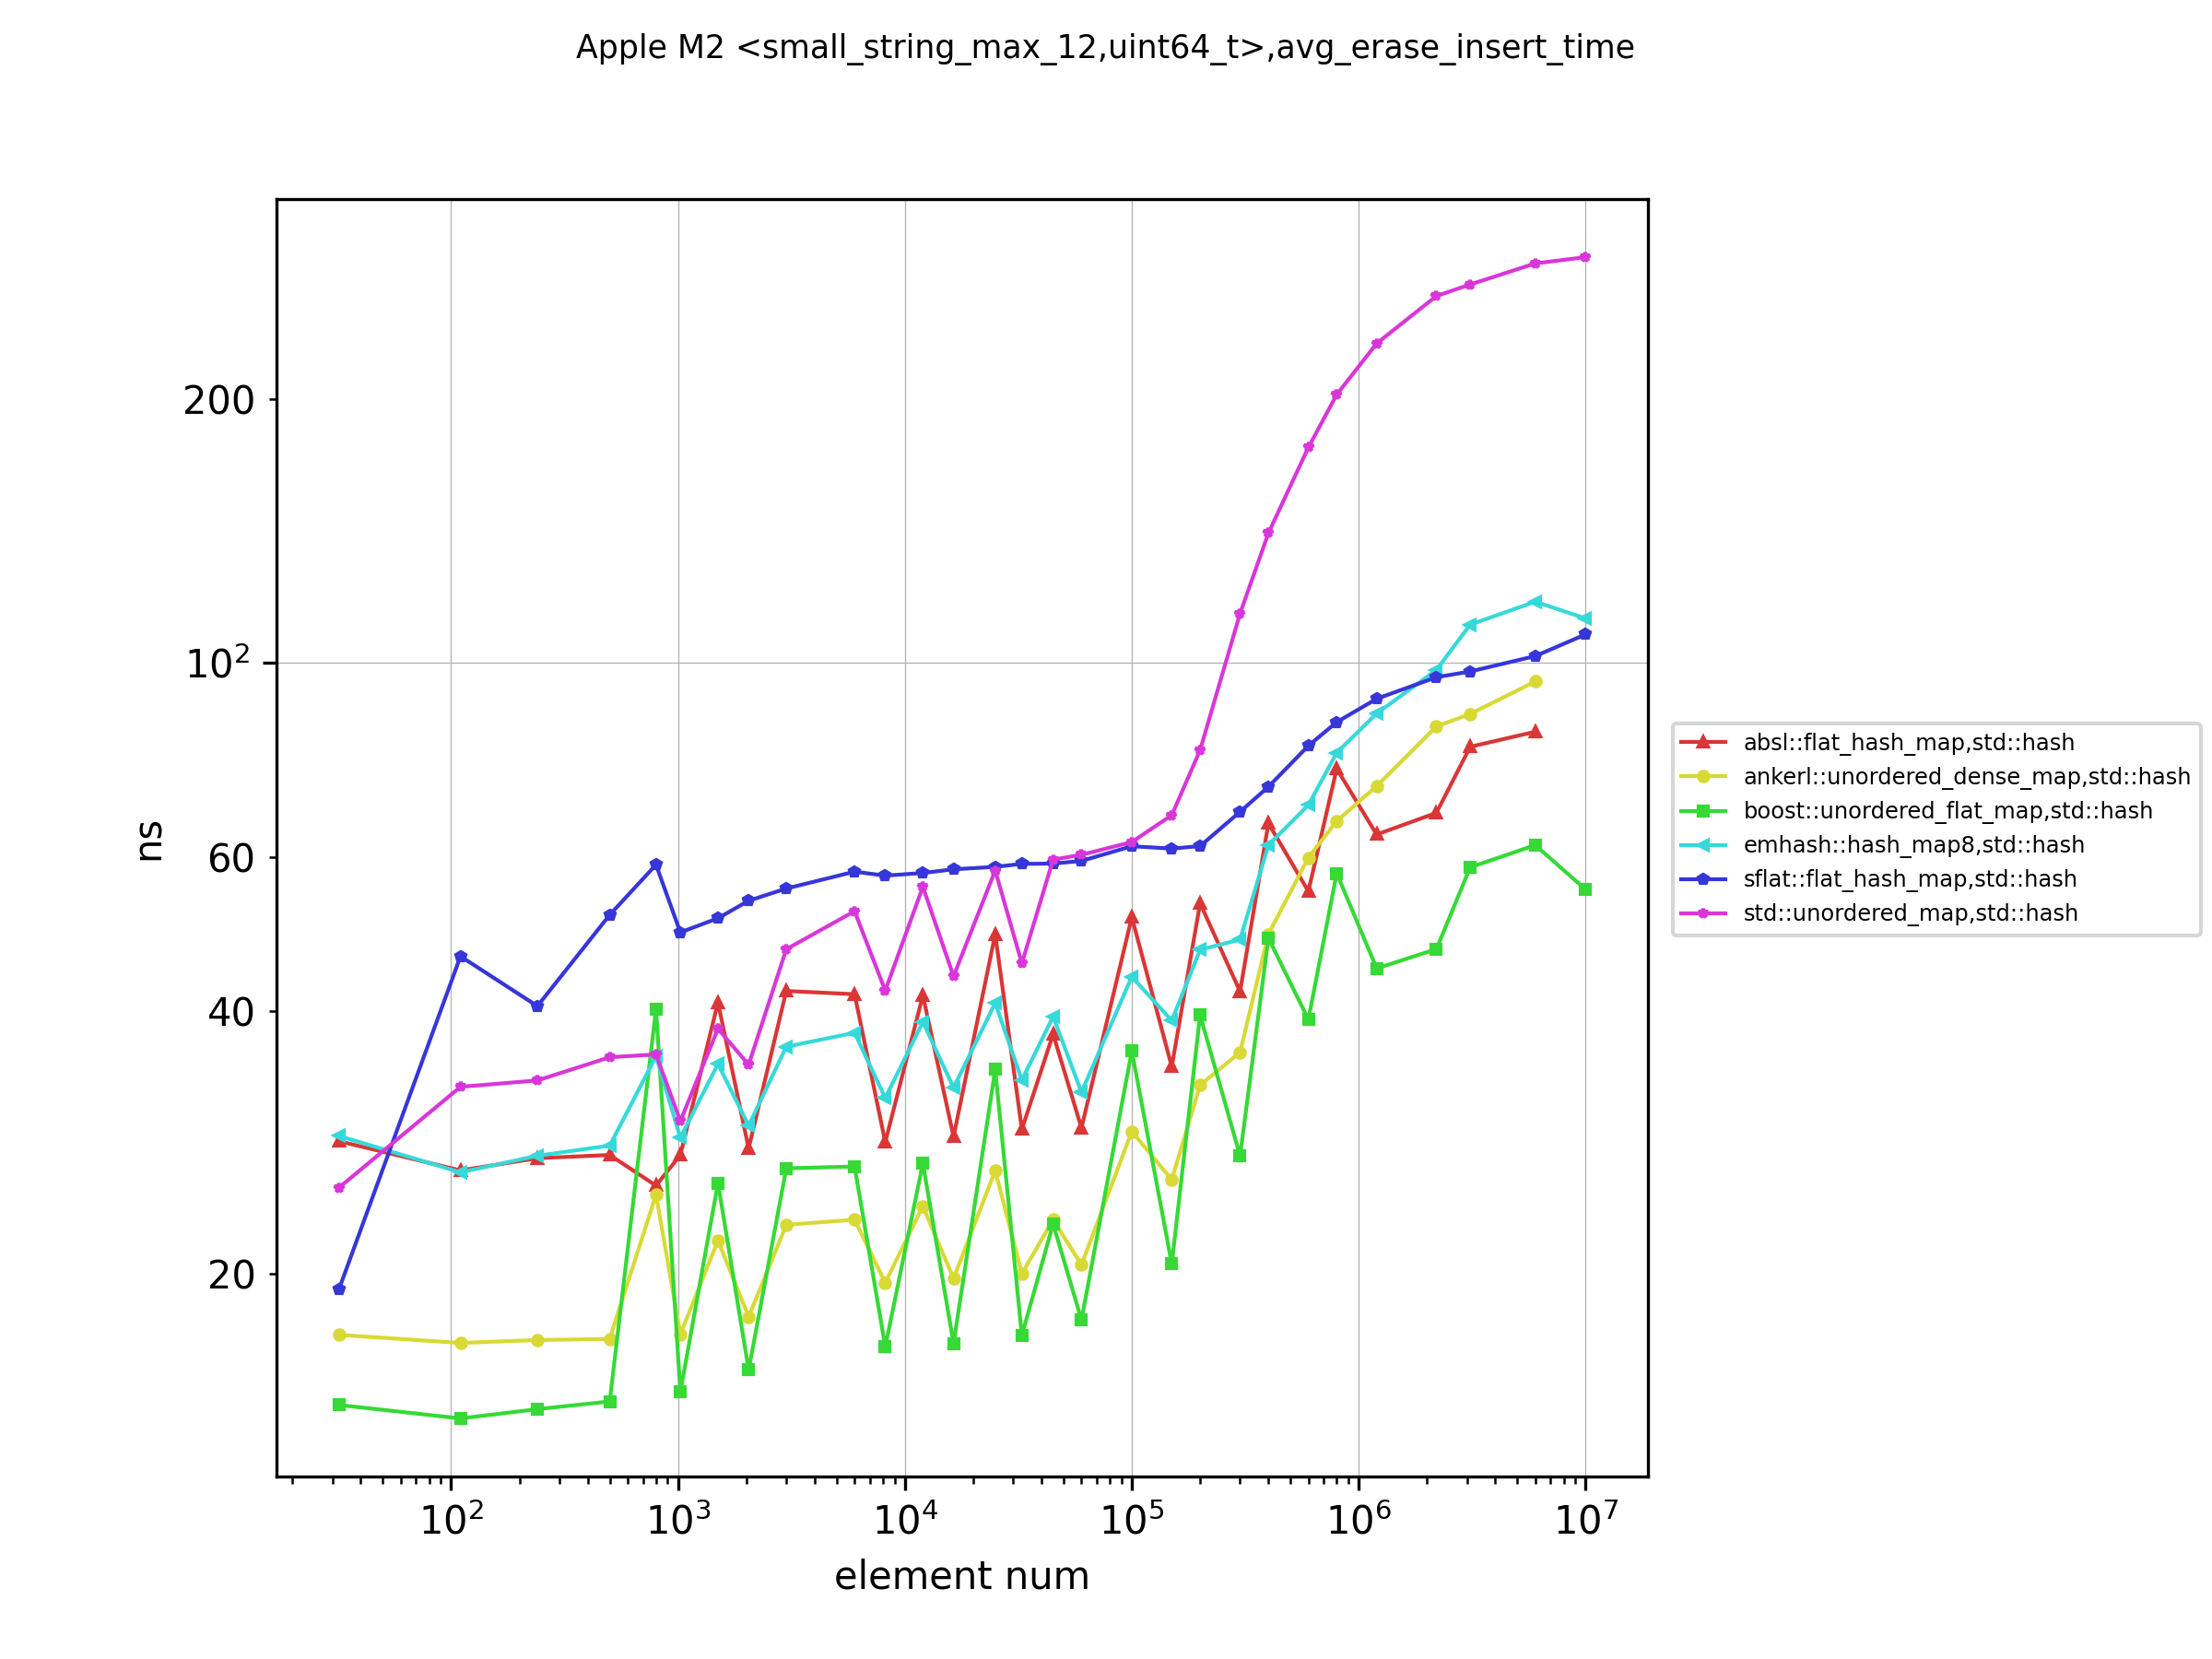 Apple M2 <small_string_max_12,uint64_t>,avg_erase_insert_time
200
10²
60
40
20
ns
10²
10³
10⁴
10⁵
10⁶
10⁷
element num
absl::flat_hash_map,std::hash
ankerl::unordered_dense_map,std::hash
boost::unordered_flat_map,std::hash
emhash::hash_map8,std::hash
sflat::flat_hash_map,std::hash
std::unordered_map,std::hash